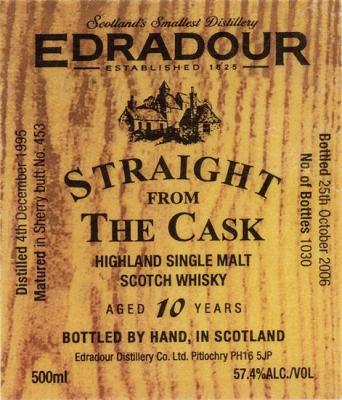 Scotland's Smallest Distillery
EDRADOUR
ESTABLISHED 1825
STRAIGHT
FROM
THE CASK
HIGHLAND SINGLE MALT
SCOTCH WHISKY
AGED 10 YEARS
BOTTLED BY HAND, IN SCOTLAND
Edradour Distillery Co. Ltd. Pitlochry PH16 5JP
500ml
57.4%ALC./VOL
Distilled 4th December 1995
Matured in Sherry butt No. 453
Bottled 25th October 2006
No. of Bottles 1030